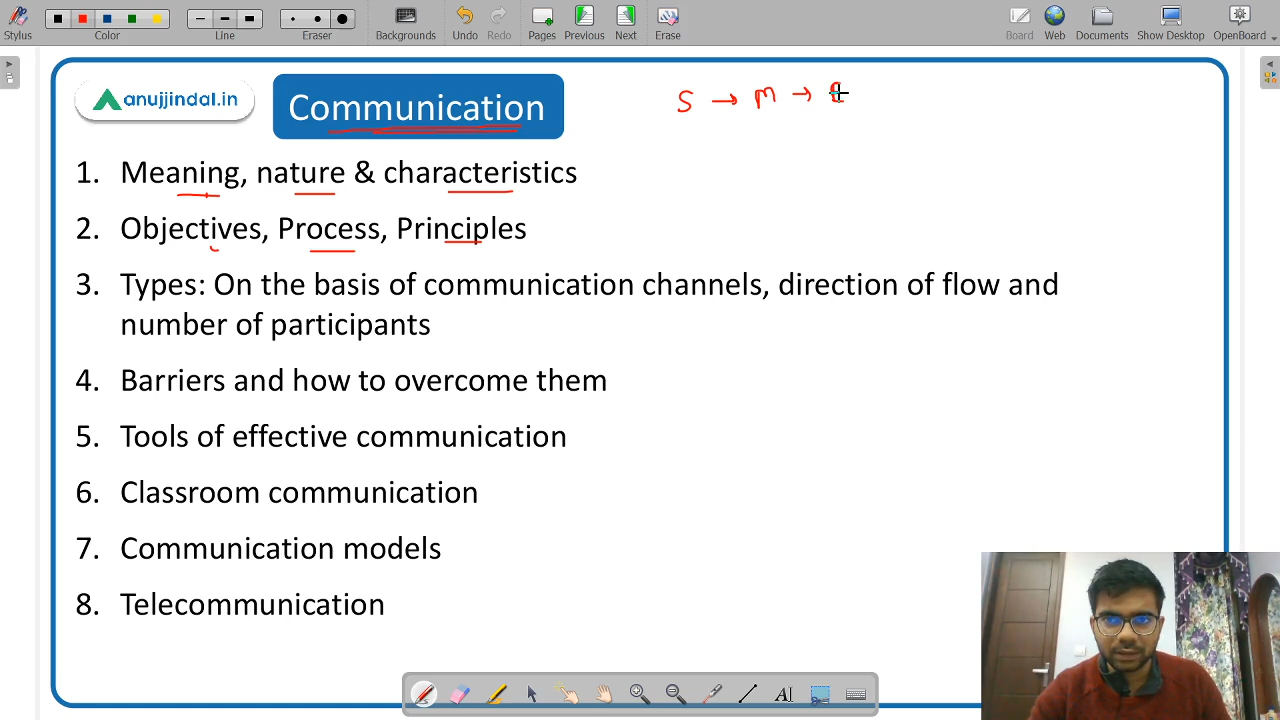 Stylus Color Line Eraser Backgrounds Undo Redo Pages Previous Next Erase Board Web Documents Show Desktop OpenBoard
anujjindal.in
Communication
S → M →
1. Meaning, nature & characteristics
2. Objectives, Process, Principles
3. Types: On the basis of communication channels, direction of flow and
number of participants
4. Barriers and how to overcome them
5. Tools of effective communication
6. Classroom communication
7. Communication models
8. Telecommunication